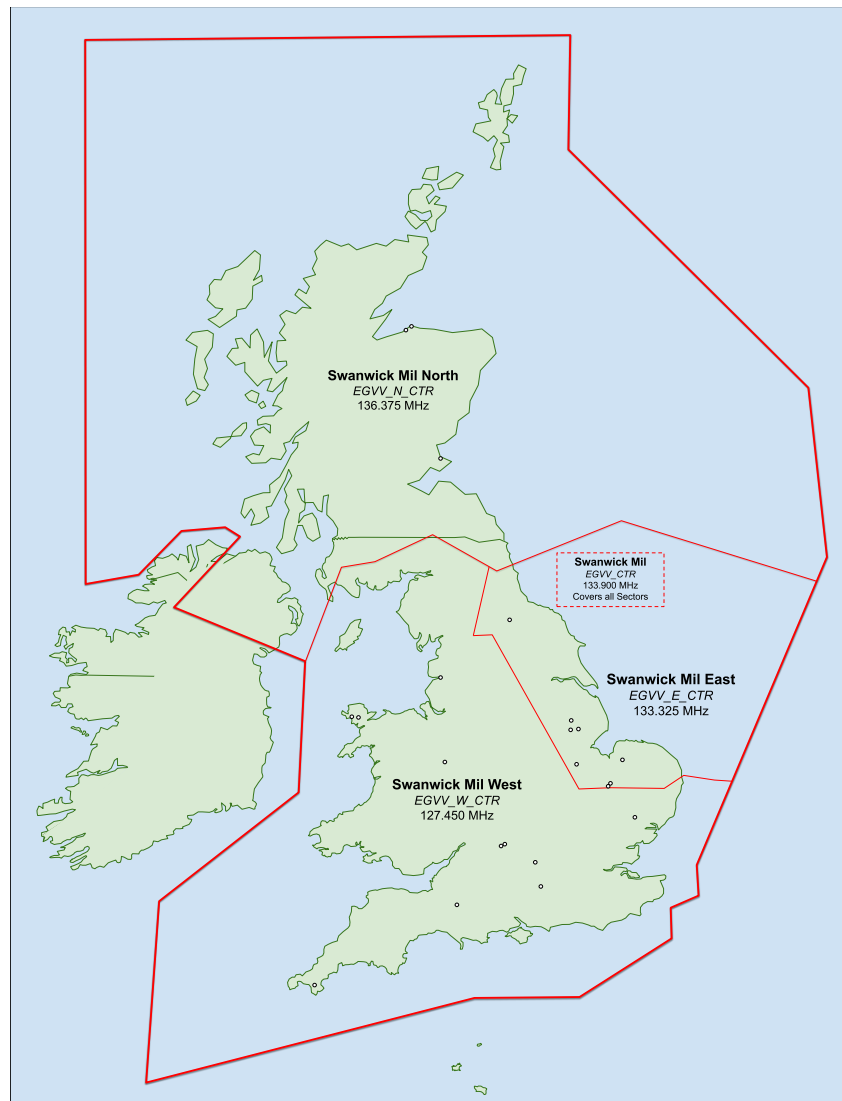 Swanwick Mil North
EGVV_N_CTR
136.375 MHz
Swanwick Mil
EGVV_CTR
133.900 MHz
Covers all Sectors
Swanwick Mil East
EGVV_E_CTR
133.325 MHz
Swanwick Mil West
EGVV_W_CTR
127.450 MHz